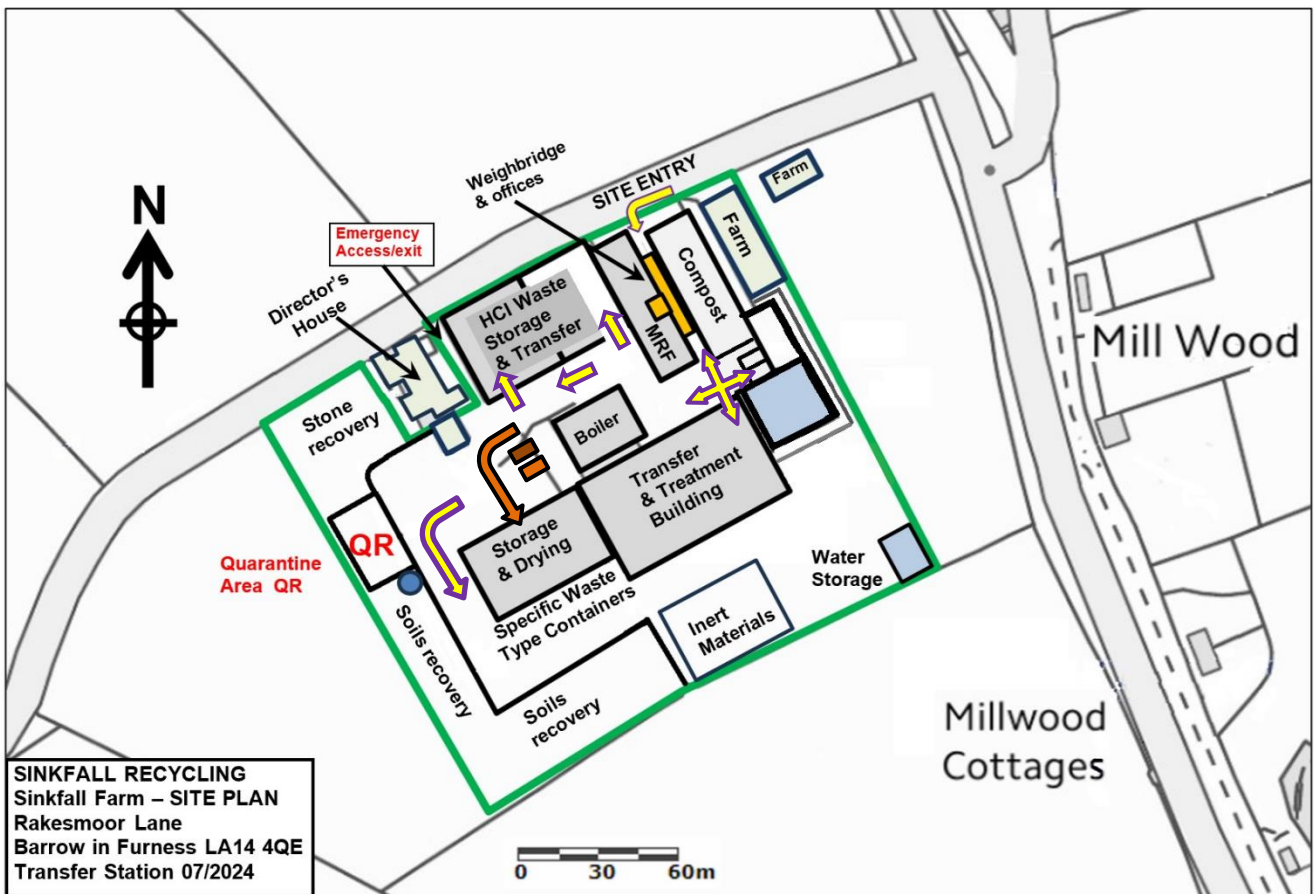 N
Emergency
Access/exit
Director's
House
Weighbridge
& offices
SITE ENTRY
Farm
Farm
Compost
MRF
HCI Waste
Storage
& Transfer
Mill Wood
Stone
recovery
Boiler
Transfer
& Treatment
Building
QR
Quarantine
Area QR
Storage
& Drying
Specific Waste
Type Containers
Water
Storage
Inert
Materials
Soils recovery
Soils
recovery
Millwood
Cottages
SINKFALL RECYCLING
Sinkfall Farm – SITE PLAN
Rakesmoor Lane
Barrow in Furness LA14 4QE
Transfer Station 07/2024
0 30 60m